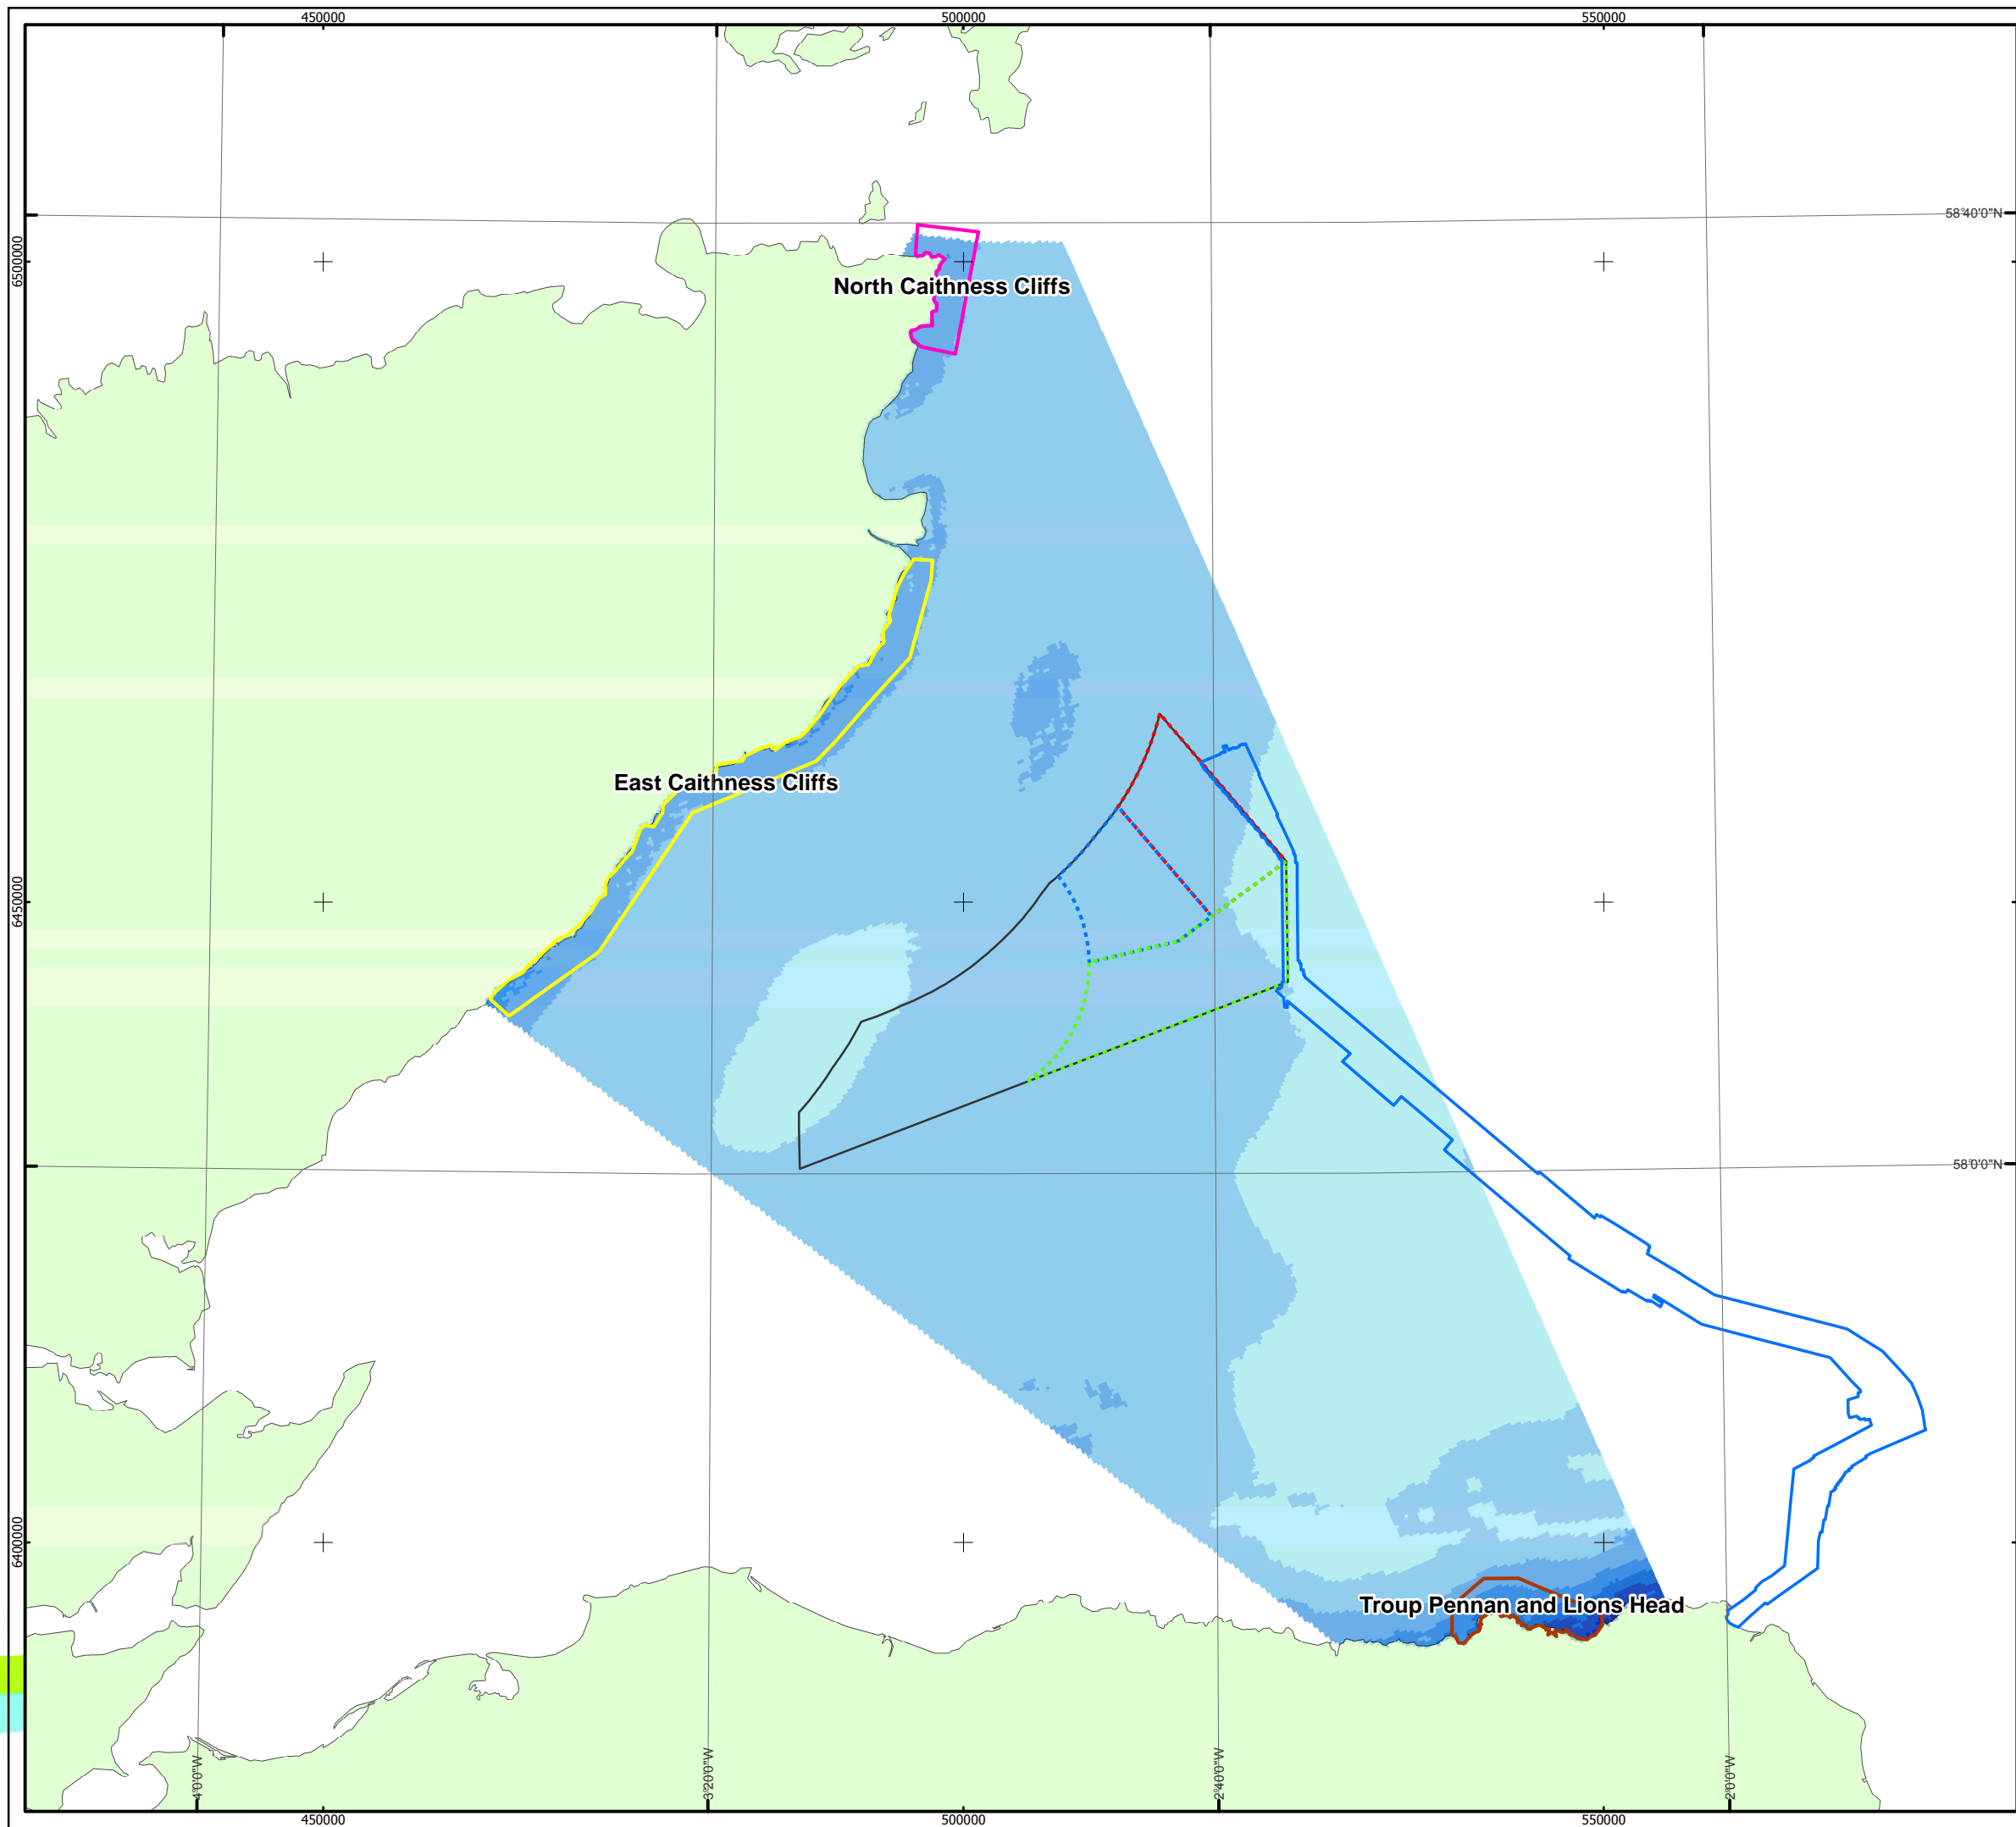 450000
500000
550000
58°40'0"N
6500000
North Caithness Cliffs
East Caithness Cliffs
6450000
58°0'0"N
6400000
Troup Pennan and Lions Head
4°0'0"W
3°20'0"W
2°40'0"W
2°0'0"W
450000
500000
550000